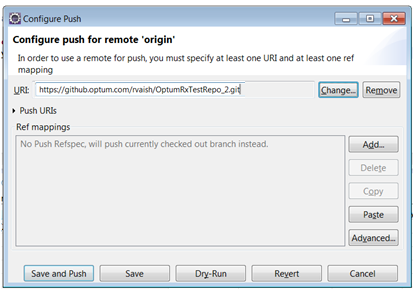 Configure Push
Configure push for remote 'origin'
In order to use a remote for push, you must specify at least one URI and at least one ref
mapping
URI: https://github.optum.com/rvaish/OptumRxTestRepo_2.git Change... Remove
Push URIs
Ref mappings
No Push Refspec, will push currently checked out branch instead.
Add...
Delete
Copy
Paste
Advanced...
Save and Push Save Dry-Run Revert Cancel